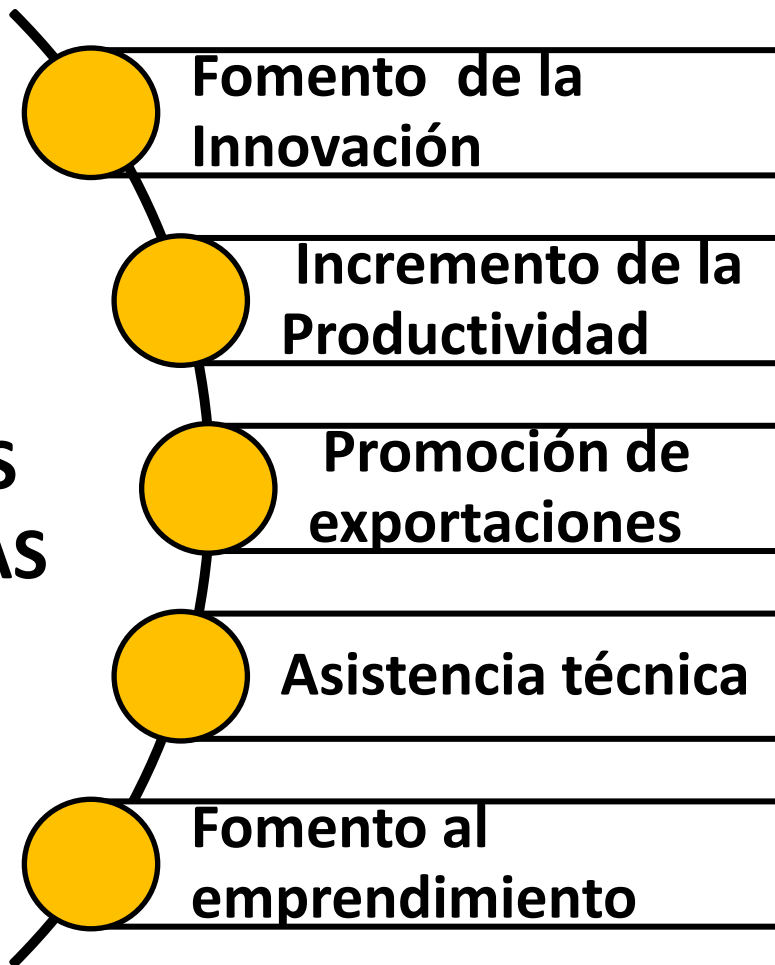 Fomento de la
Innovación
Incremento de la
Productividad
Promoción de
exportaciones
Asistencia técnica
Fomento al
emprendimiento